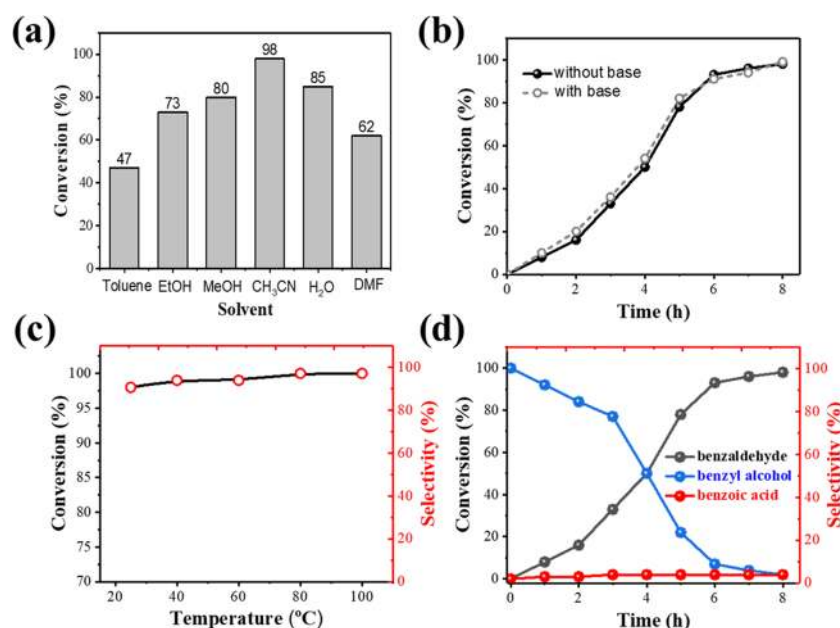 (a)
Conversion (%)
100
80
60
40
20
0
47
73
80
98
85
62
Toluene EtOH MeOH CH₃CN H₂O DMF
Solvent
(b)
Conversion (%)
100
80
60
40
20
0
without base
with base
0 2 4 6 8
Time (h)
(c)
Conversion (%)
100
95
90
85
80
75
70
Selectivity (%)
100
80
60
40
20
0
20 40 60 80 100
Temperature (ºC)
(d)
Conversion (%)
100
80
60
40
20
0
benzaldehyde
benzyl alcohol
benzoic acid
Selectivity (%)
100
80
60
40
20
0
0 2 4 6 8
Time (h)